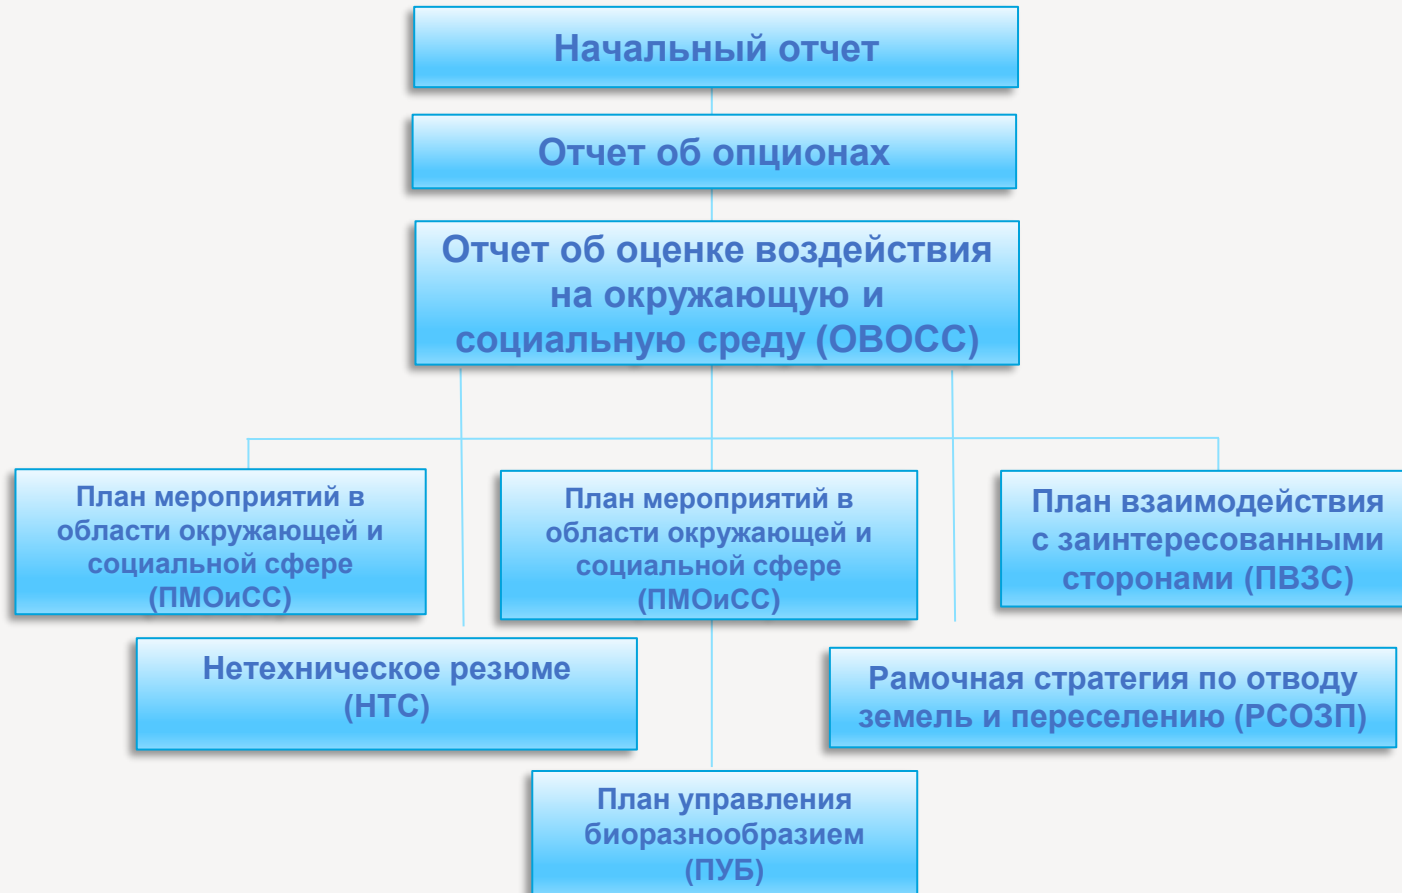 Начальный отчет
Отчет об опционах
Отчет об оценке воздействия
на окружающую и
социальную среду (ОВОСС)
План мероприятий в
области окружающей и
социальной сфере
(ПМОиСС)
План мероприятий в
области окружающей и
социальной сфере
(ПМОиСС)
План взаимодействия
с заинтересованными
сторонами (ПВЗС)
Нетехническое резюме
(НТС)
Рамочная стратегия по отводу
земель и переселению (РСОЗП)
План управления
биоразнообразием
(ПУБ)